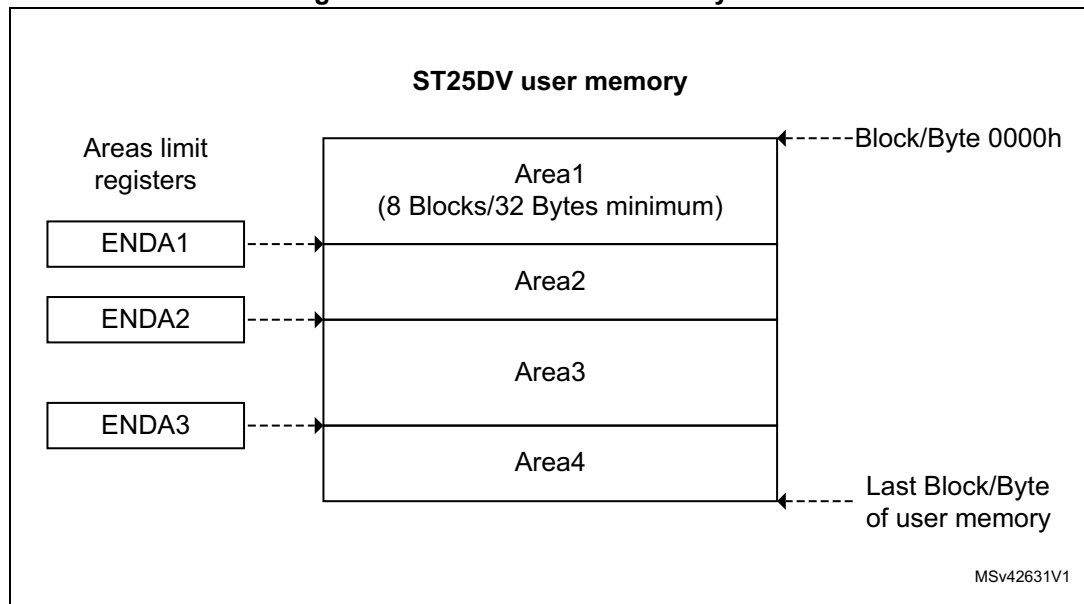 ST25DV user memory
Areas limit
registers
Block/Byte 0000h
Area1
(8 Blocks/32 Bytes minimum)
ENDA1
Area2
ENDA2
Area3
ENDA3
Area4
Last Block/Byte
of user memory
MSv42631V1